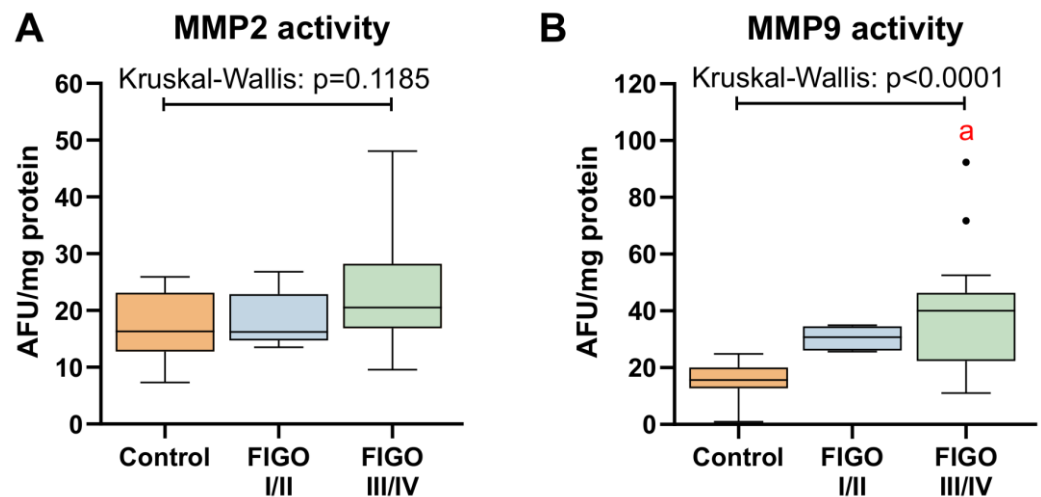 A
MMP2 activity
Kruskal-Wallis: p=0.1185
AFU/mg protein
60
50
40
30
20
10
0
Control
FIGO
I/II
FIGO
III/IV
B
MMP9 activity
Kruskal-Wallis: p<0.0001
a
AFU/mg protein
120
100
80
60
40
20
0
Control
FIGO
I/II
FIGO
III/IV